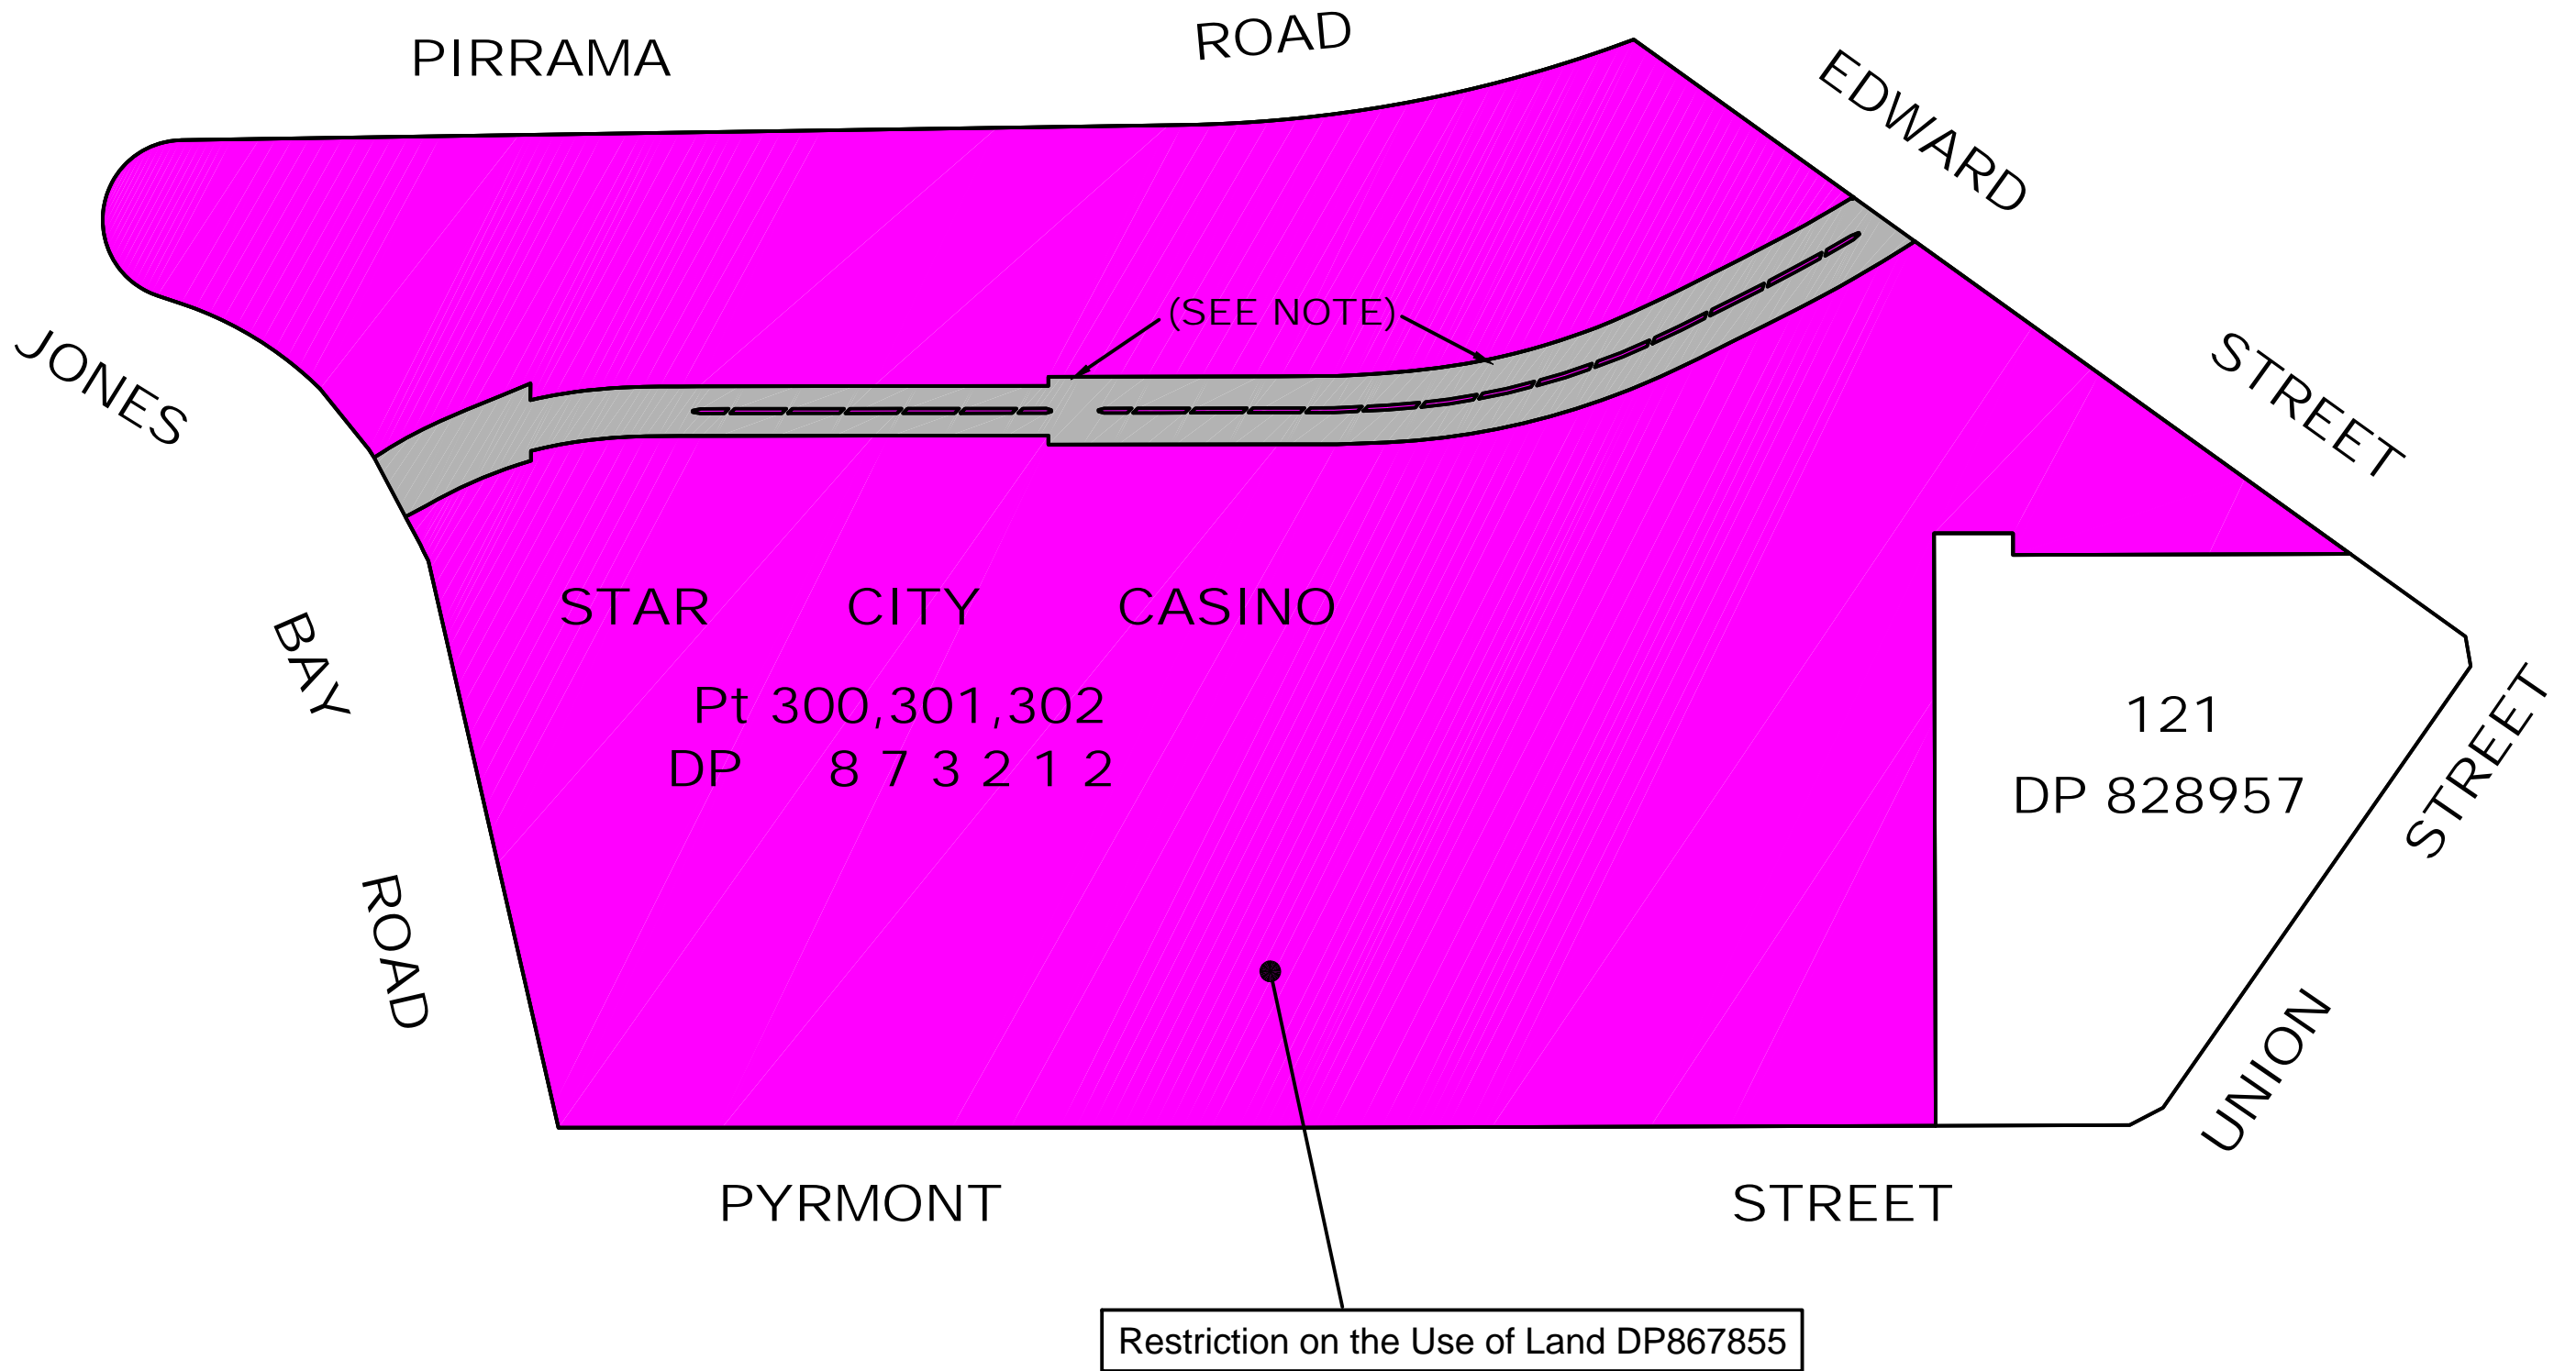 PIRRAMA ROAD
EDWARD STREET
(SEE NOTE)
JONES BAY ROAD
STAR CITY CASINO
Pt 300,301,302
DP 8 7 3 2 1 2
121
DP 828957
UNION STREET
PYRMONT STREET
Restriction on the Use of Land DP867855